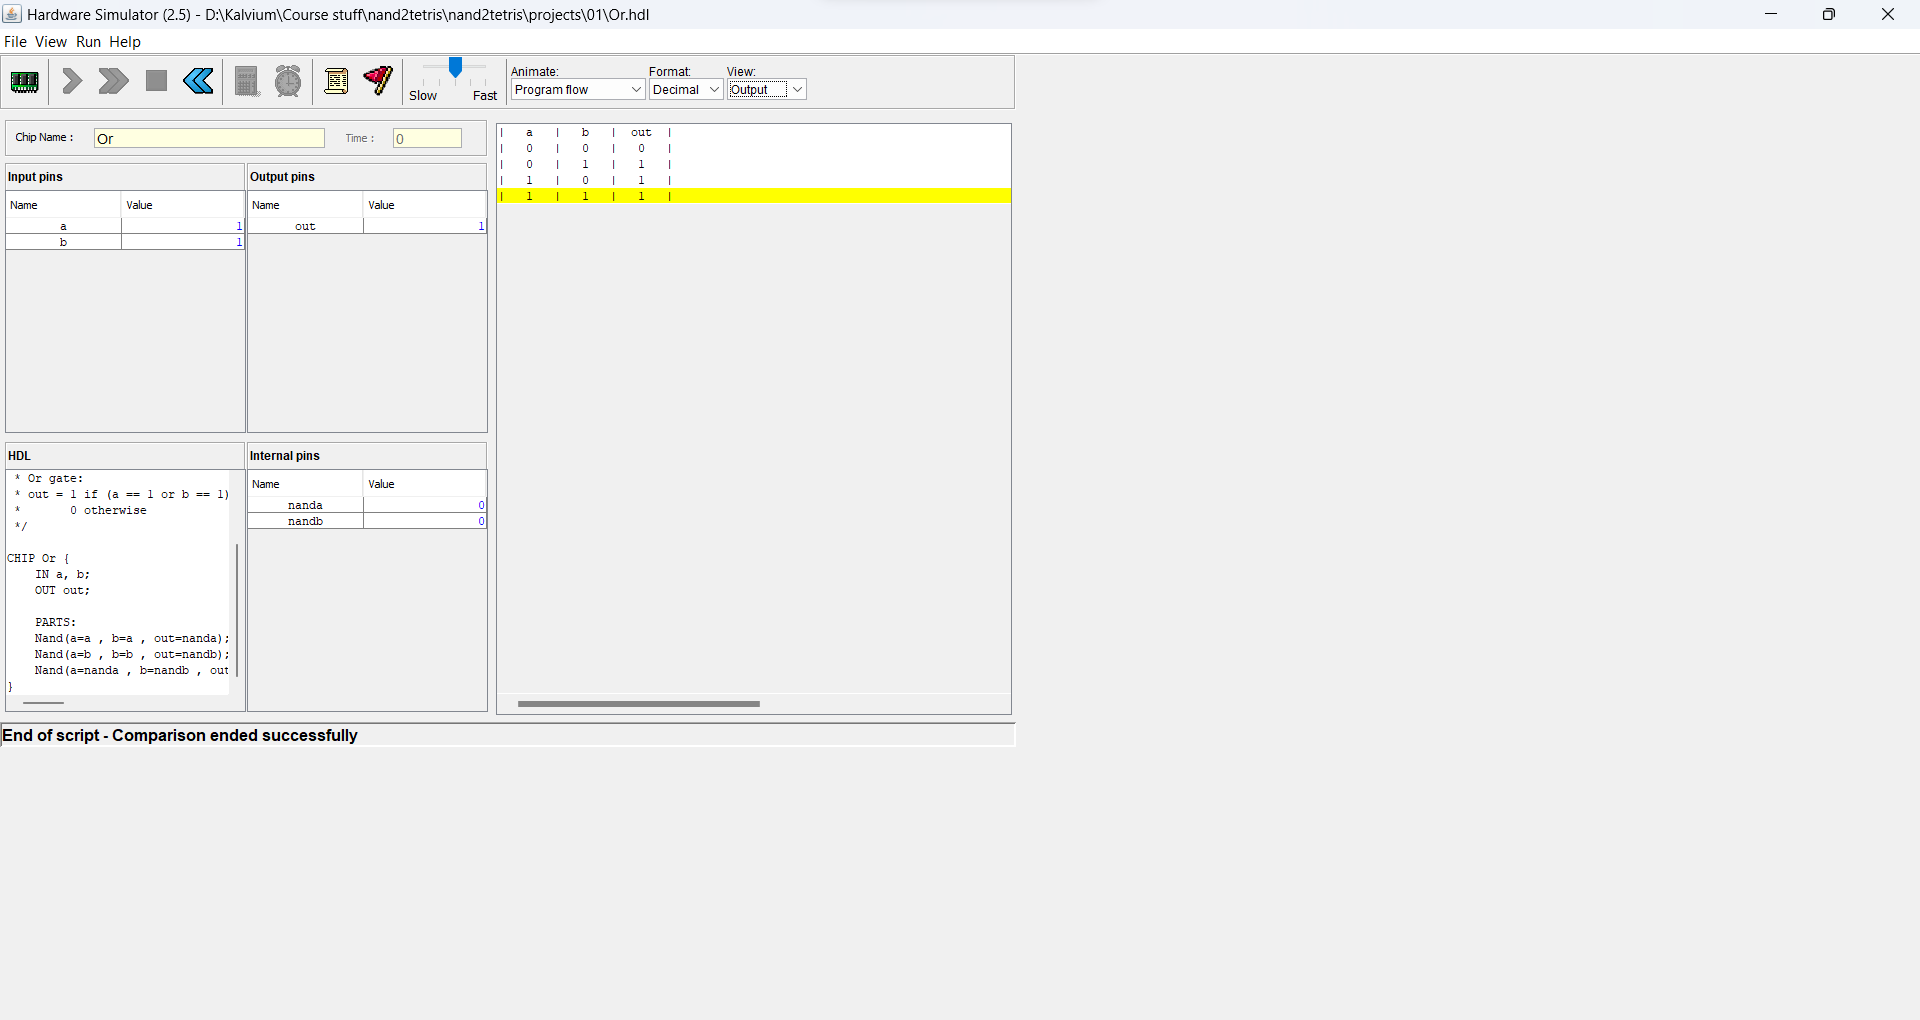 Hardware Simulator (2.5) - D:\Kalvium\Course stuff\nand2tetris\nand2tetris\projects\01\Or.hdl
File View Run Help
Slow Fast
Animate: Format: View:
Program flow Decimal Output
Chip Name : Or Time : 0
Input pins
Name Value
a 1
b 1
Output pins
Name Value
out 1
| a | b | out |
| 0 | 0 | 0 |
| 0 | 1 | 1 |
| 1 | 0 | 1 |
| 1 | 1 | 1 |
HDL
* Or gate:
* out = 1 if (a == 1 or b == 1)
* 0 otherwise
*/
CHIP Or {
IN a, b;
OUT out;
PARTS:
Nand(a=a , b=a , out=nanda);
Nand(a=b , b=b , out=nandb);
Nand(a=nanda , b=nandb , out
}
Internal pins
Name Value
nanda 0
nandb 0
End of script - Comparison ended successfully